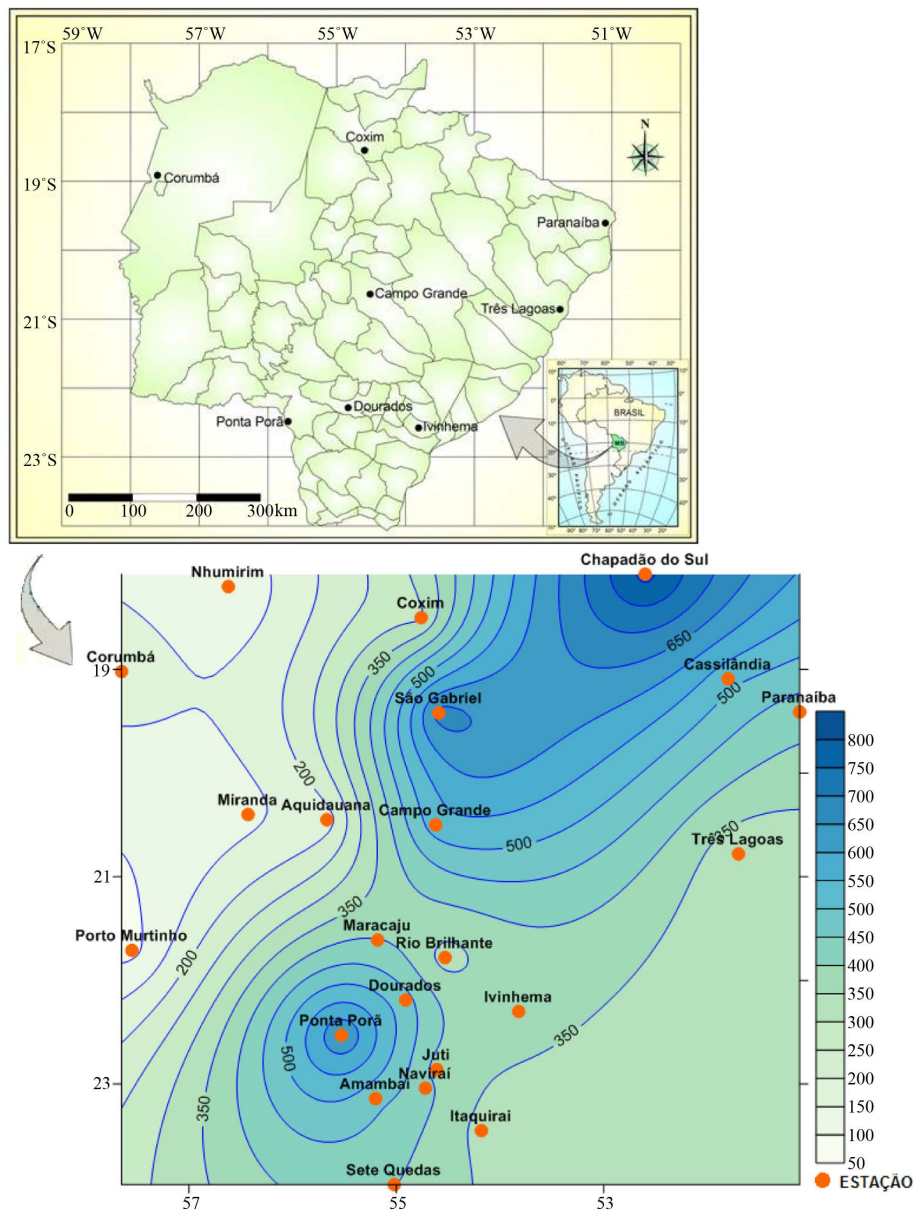 59°W 57°W 55°W 53°W 51°W
17°S
19°S
21°S
23°S
N
Coxim
Corumbá
Paranaíba
Campo Grande
Três Lagoas
Dourados
Ponta Porã
Ivinhema
0 100 200 300km
BRASIL
MS
Chapadão do Sul
Nhumirim
Coxim
Corumbá
Cassilândia
São Gabriel
Paranaíba
Miranda
Aquidauana
Campo Grande
Três Lagoas
Maracaju
Porto Murtinho
Rio Brilhante
Dourados
Ivinhema
Ponta Porã
Juti
Naviraí
Amambai
Itaquirai
Sete Quedas
350
500
650
500
200
500
350
350
200
500
350
350
19
21
23
57 55 53
800
750
700
650
600
550
500
450
400
350
300
250
200
150
100
50
ESTAÇÃO